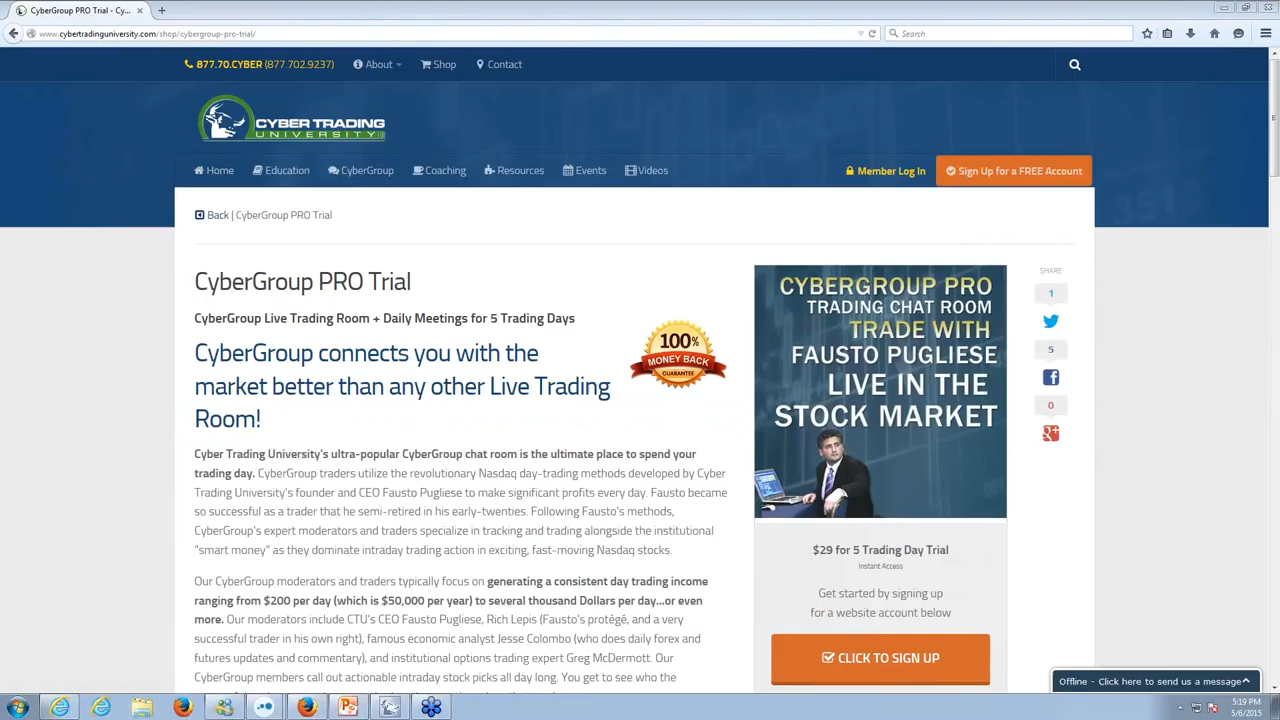 CyberGroup PRO Trial - Cy...
www.cybertradinguniversity.com/shop/cybergroup-pro-trial/
Search
877.70.CYBER (877.702.9237)
About
Shop
Contact
CYBER TRADING
UNIVERSITY
Home
Education
CyberGroup
Coaching
Resources
Events
Videos
Member Log In
Sign Up for a FREE Account
Back | CyberGroup PRO Trial
CyberGroup PRO Trial
CyberGroup Live Trading Room + Daily Meetings for 5 Trading Days
CyberGroup connects you with the
market better than any other Live Trading
Room!
100%
MONEY BACK
GUARANTEE
Cyber Trading University's ultra-popular CyberGroup chat room is the ultimate place to spend your
trading day. CyberGroup traders utilize the revolutionary Nasdaq day-trading methods developed by Cyber
Trading University's founder and CEO Fausto Pugliese to make significant profits every day. Fausto became
so successful as a trader that he semi-retired in his early-twenties. Following Fausto's methods,
CyberGroup's expert moderators and traders specialize in tracking and trading alongside the institutional
"smart money" as they dominate intraday trading action in exciting, fast-moving Nasdaq stocks.
Our CyberGroup moderators and traders typically focus on generating a consistent day trading income
ranging from $200 per day (which is $50,000 per year) to several thousand Dollars per day...or even
more. Our moderators include CTU's CEO Fausto Pugliese, Rich Lepis (Fausto's protégé, and a very
successful trader in his own right), famous economic analyst Jesse Colombo (who does daily forex and
futures updates and commentary), and institutional options trading expert Greg McDermott. Our
CyberGroup members call out actionable intraday stock picks all day long. You get to see who the
CYBERGROUP PRO
TRADING CHAT ROOM
TRADE WITH
FAUSTO PUGLIESE
LIVE IN THE
STOCK MARKET
$29 for 5 Trading Day Trial
Instant Access
Get started by signing up
for a website account below
CLICK TO SIGN UP
SHARE
1
5
0
Offline - Click here to send us a message
5:19 PM
5/6/2015